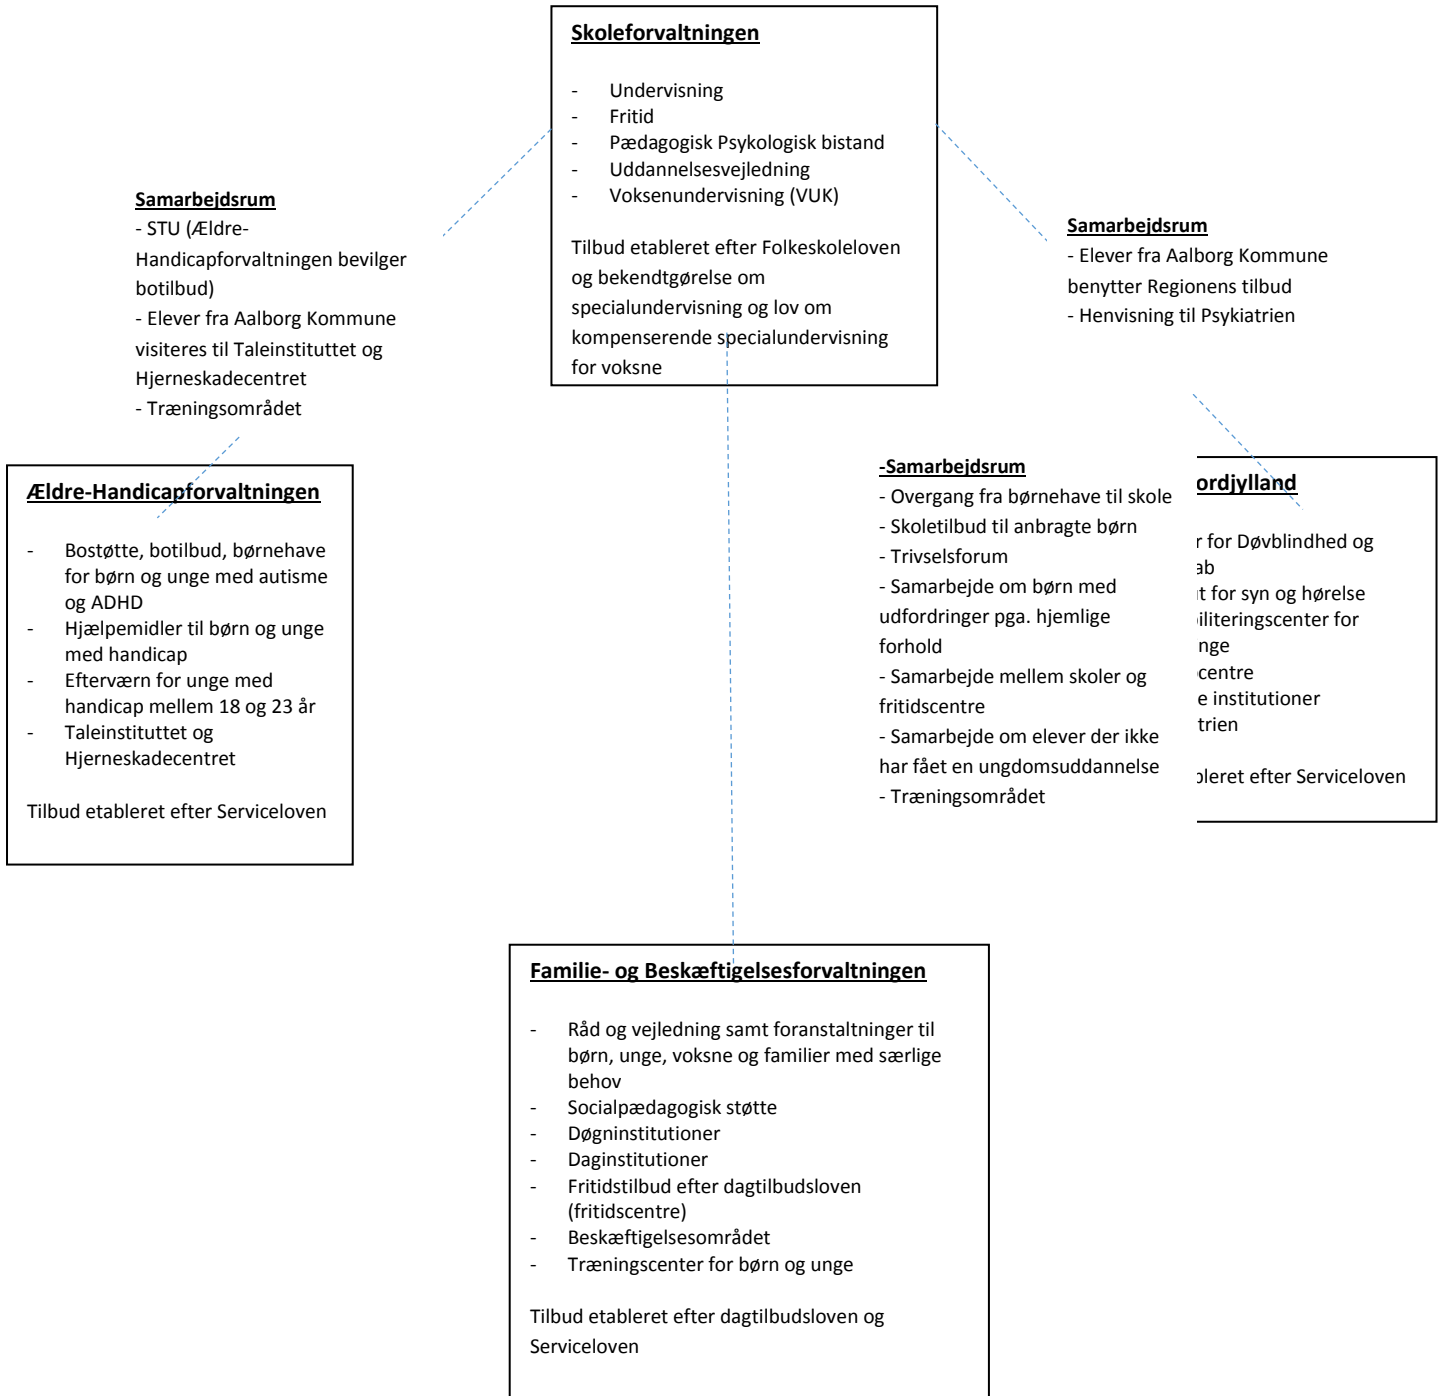 Skoleforvaltningen
- Undervisning
- Fritid
- Pædagogisk Psykologisk bistand
- Uddannelsesvejledning
- Voksenundervisning (VUK)
Tilbud etableret efter Folkeskoleloven
og bekendtgørelse om
specialundervisning og lov om
kompenserende specialundervisning
for voksne
Samarbejdsrum
- STU (Ældre-
Handicapforvaltningen bevilger
botilbud)
- Elever fra Aalborg Kommune
visiteres til Taleinstituttet og
Hjerneskadecentret
- Træningsområdet
Samarbejdsrum
- Elever fra Aalborg Kommune
benytter Regionens tilbud
- Henvisning til Psykiatrien
Ældre-Handicapforvaltningen
- Bostøtte, botilbud, børnehave
for børn og unge med autisme
og ADHD
- Hjælpemidler til børn og unge
med handicap
- Efterværn for unge med
handicap mellem 18 og 23 år
- Taleinstituttet og
Hjerneskadecentret
Tilbud etableret efter Serviceloven
-Samarbejdsrum
- Overgang fra børnehave til skole
- Skoletilbud til anbragte børn
- Trivselsforum
- Samarbejde om børn med
udfordringer pga. hjemlige
forhold
- Samarbejde mellem skoler og
fritidscentre
- Samarbejde om elever der ikke
har fået en ungdomsuddannelse
- Træningsområdet
ordjylland
r for Døvblindhed og
ab
ut for syn og hørelse
iliteringscenter for
nge
centre
e institutioner
trien
bleret efter Serviceloven
Familie- og Beskæftigelsesforvaltningen
- Råd og vejledning samt foranstaltninger til
børn, unge, voksne og familier med særlige
behov
- Socialpædagogisk støtte
- Døgninstitutioner
- Daginstitutioner
- Fritidstilbud efter dagtilbudsloven
(fritidscentre)
- Beskæftigelsesområdet
- Træningscenter for børn og unge
Tilbud etableret efter dagtilbudsloven og
Serviceloven